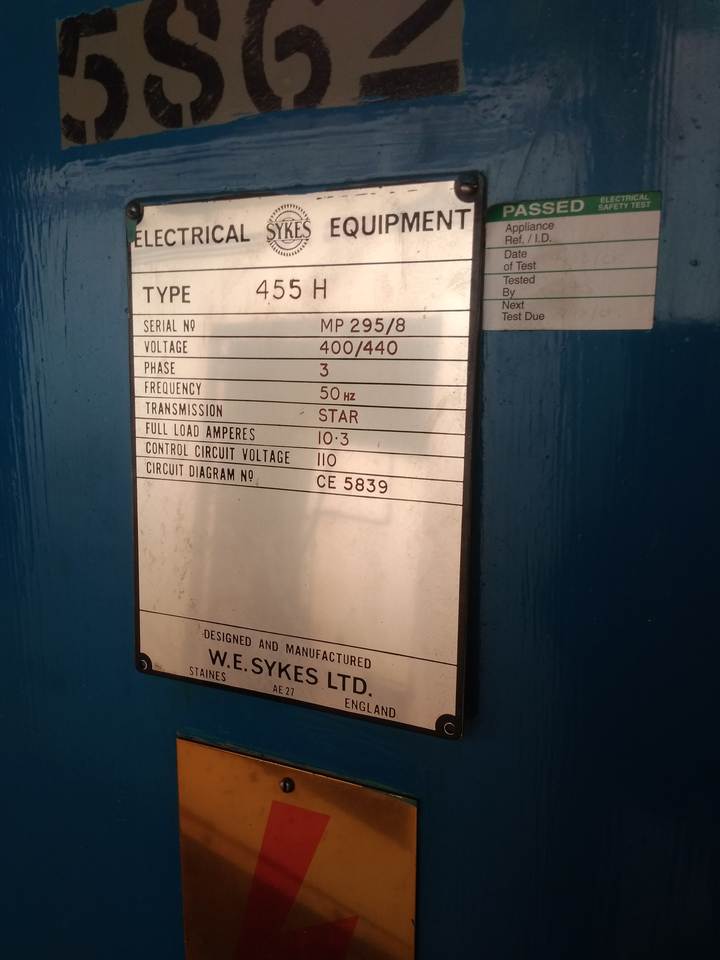 5862
ELECTRICAL SYKES EQUIPMENT
TYPE 455 H
SERIAL Nº MP 295/8
VOLTAGE 400/440
PHASE 3
FREQUENCY 50 HZ
TRANSMISSION STAR
FULL LOAD AMPERES 10·3
CONTROL CIRCUIT VOLTAGE 110
CIRCUIT DIAGRAM Nº CE 5839
DESIGNED AND MANUFACTURED
W.E.SYKES LTD.
STAINES AE 27 ENGLAND
PASSED ELECTRICAL
SAFETY TEST
Appliance
Ref. / I.D.
Date
of Test
Tested
By
Next
Test Due